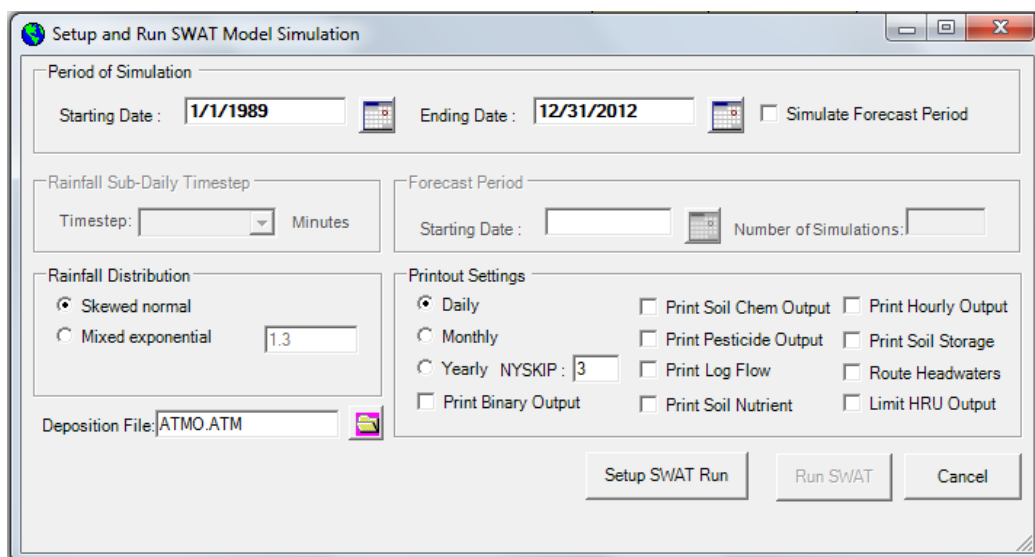 Setup and Run SWAT Model Simulation
Period of Simulation
Starting Date : 1/1/1989 Ending Date : 12/31/2012 Simulate Forecast Period
Rainfall Sub-Daily Timestep
Timestep: Minutes
Forecast Period
Starting Date : Number of Simulations:
Rainfall Distribution
Skewed normal
Mixed exponential 1.3
Printout Settings
Daily Print Soil Chem Output Print Hourly Output
Monthly Print Pesticide Output Print Soil Storage
Yearly NYSKIP : 3 Print Log Flow Route Headwaters
Print Binary Output Print Soil Nutrient Limit HRU Output
Deposition File: ATMO.ATM
Setup SWAT Run Run SWAT Cancel